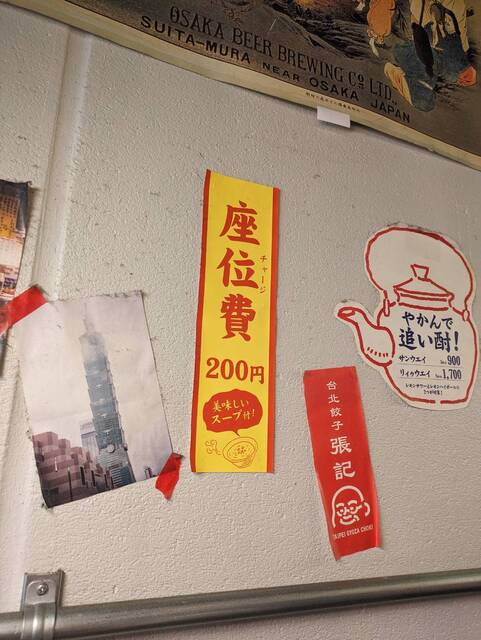 OSAKA BEER BREWING Co LTD.,
SUITA-MURA NEAR OSAKA JAPAN
座位費
チャージ
200円
美味しい
スープ付!
やかんで
追い酎!
サンウエイ 900
リィゥウエイ 1,700
台北餃子
張記
TAIPEI GYOZA CHOKI